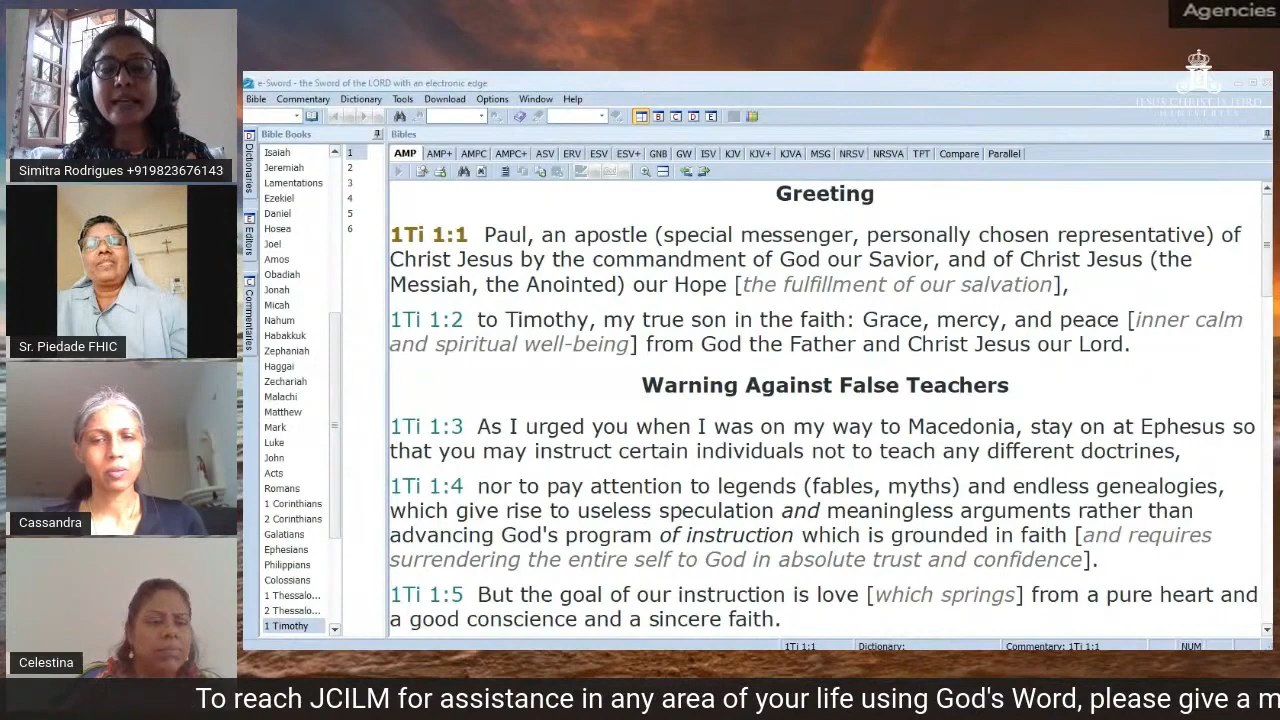 Agencies
JESUS CHRIST IS LORD
MINISTRIES
Simitra Rodrigues +919823676143
Sr. Piedade FHIC
Cassandra
Celestina
e-Sword - the Sword of the LORD with an electronic edge
Bible Commentary Dictionary Tools Download Options Window Help
B C D E
Dictionaries
Editors
Commentaries
Bible Books
Isaiah
Jeremiah
Lamentations
Ezekiel
Daniel
Hosea
Joel
Amos
Obadiah
Jonah
Micah
Nahum
Habakkuk
Zephaniah
Haggai
Zechariah
Malachi
Matthew
Mark
Luke
John
Acts
Romans
1 Corinthians
2 Corinthians
Galatians
Ephesians
Philippians
Colossians
1 Thessalo...
2 Thessalo...
1 Timothy
1
2
3
4
5
6
Bibles
AMP AMP+ AMPC AMPC+ ASV ERV ESV ESV+ GNB GW ISV KJV KJV+ KJVA MSG NRSV NRSVA TPT Compare Parallel
Greeting
1Ti 1:1 Paul, an apostle (special messenger, personally chosen representative) of
Christ Jesus by the commandment of God our Savior, and of Christ Jesus (the
Messiah, the Anointed) our Hope [the fulfillment of our salvation],
1Ti 1:2 to Timothy, my true son in the faith: Grace, mercy, and peace [inner calm
and spiritual well-being] from God the Father and Christ Jesus our Lord.
Warning Against False Teachers
1Ti 1:3 As I urged you when I was on my way to Macedonia, stay on at Ephesus so
that you may instruct certain individuals not to teach any different doctrines,
1Ti 1:4 nor to pay attention to legends (fables, myths) and endless genealogies,
which give rise to useless speculation and meaningless arguments rather than
advancing God's program of instruction which is grounded in faith [and requires
surrendering the entire self to God in absolute trust and confidence].
1Ti 1:5 But the goal of our instruction is love [which springs] from a pure heart and
a good conscience and a sincere faith.
1Ti 1:1 Dictionary: Commentary: 1Ti 1:1 NUM
To reach JCILM for assistance in any area of your life using God's Word, please give a m